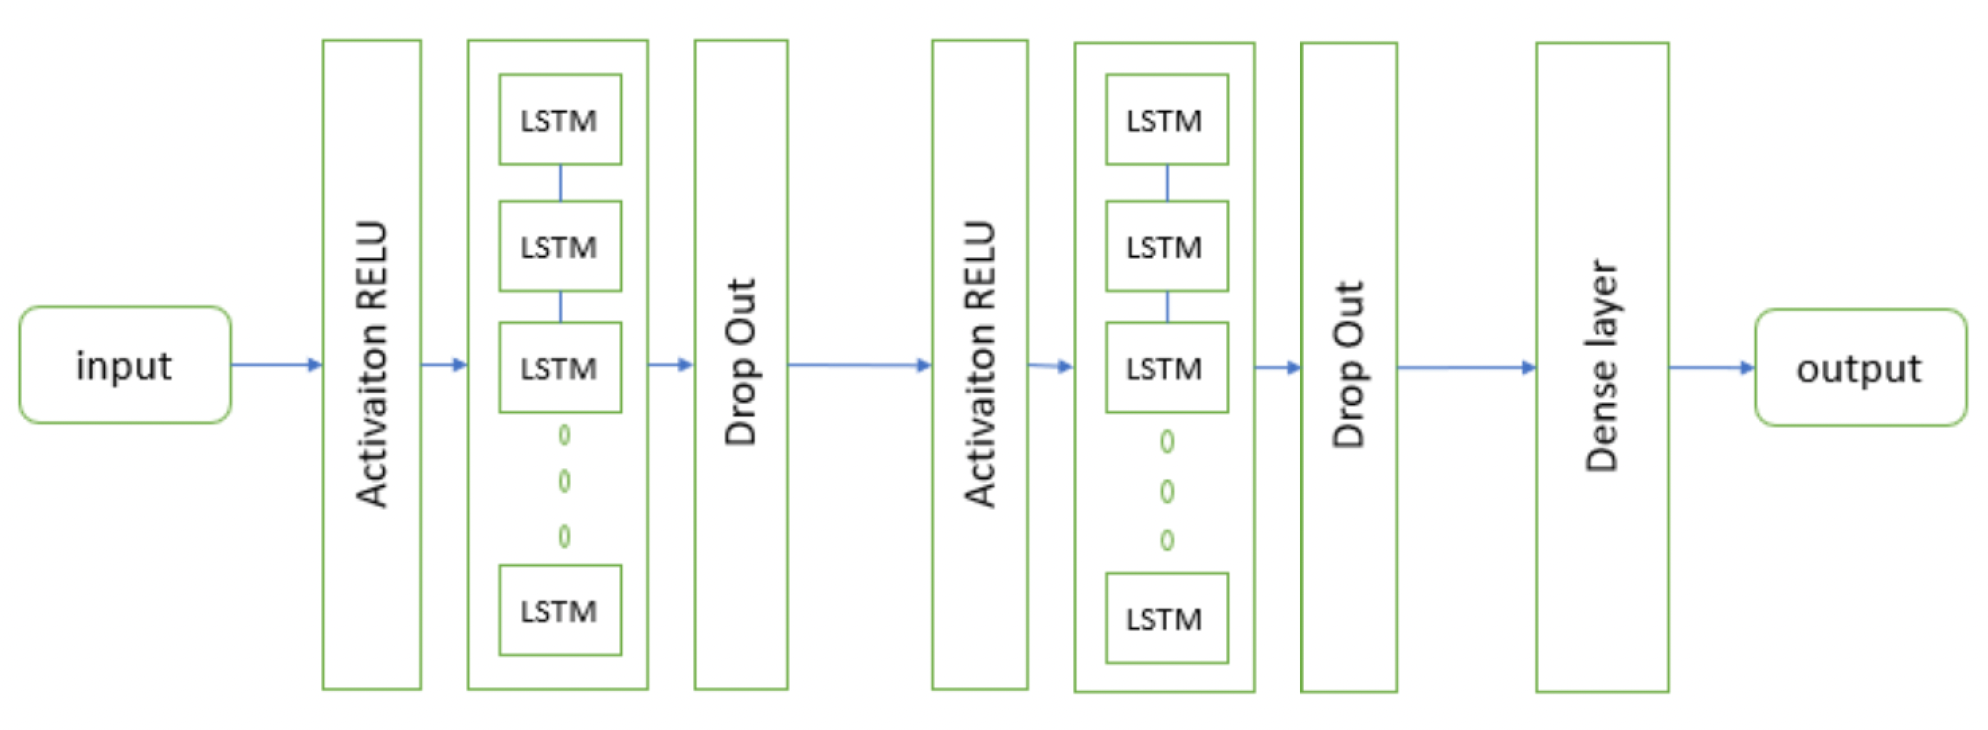 input
Activaiton RELU
LSTM
LSTM
LSTM
LSTM
Drop Out
Activaiton RELU
LSTM
LSTM
LSTM
LSTM
Drop Out
Dense layer
output